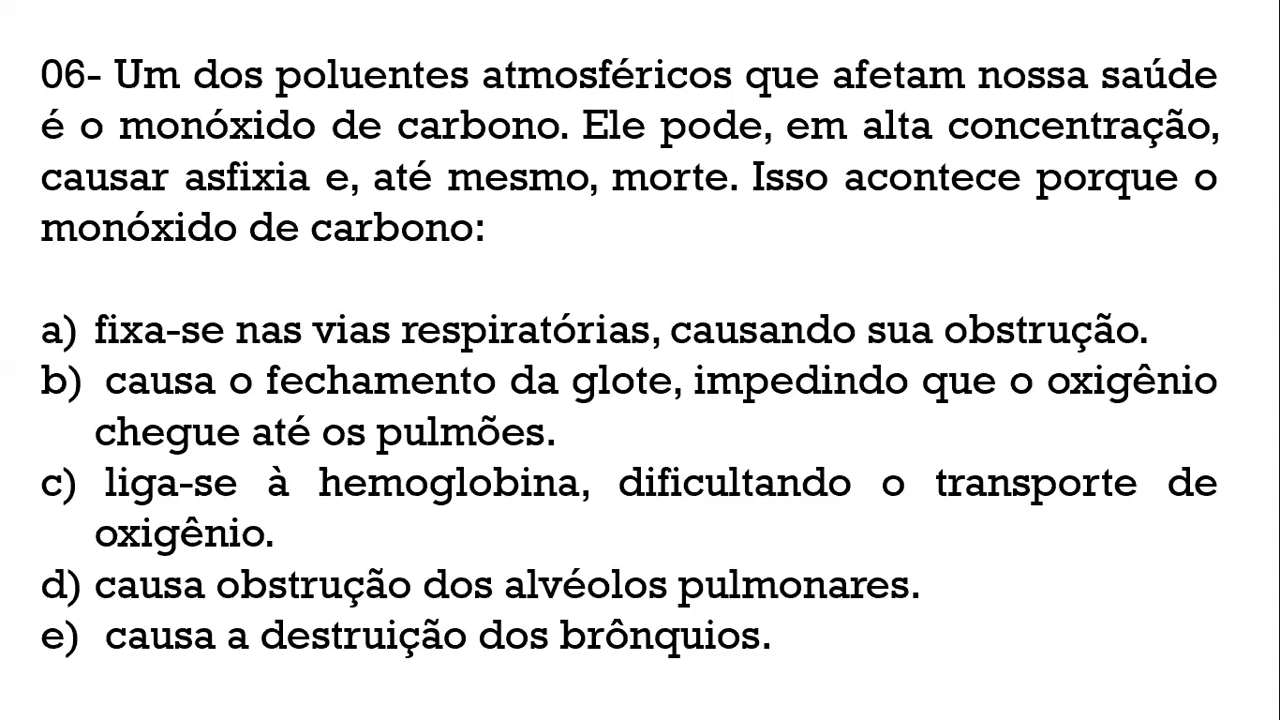 06- Um dos poluentes atmosféricos que afetam nossa saúde
é o monóxido de carbono. Ele pode, em alta concentração,
causar asfixia e, até mesmo, morte. Isso acontece porque o
monóxido de carbono:
a) fixa-se nas vias respiratórias, causando sua obstrução.
b) causa o fechamento da glote, impedindo que o oxigênio
chegue até os pulmões.
c) liga-se à hemoglobina, dificultando o transporte de
oxigênio.
d) causa obstrução dos alvéolos pulmonares.
e) causa a destruição dos brônquios.